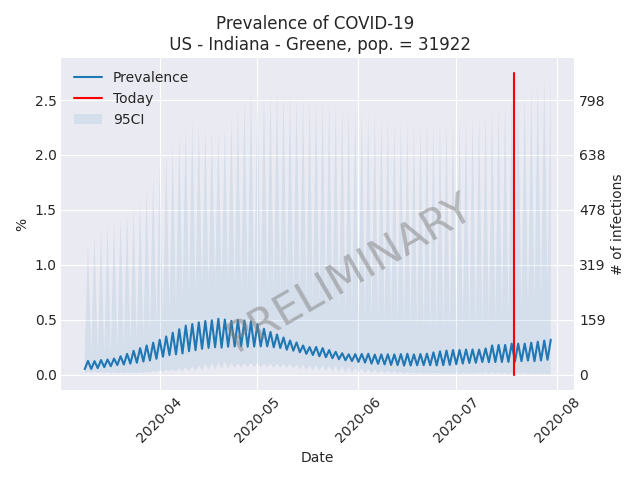 Prevalence of COVID-19
US - Indiana - Greene, pop. = 31922
Prevalence
Today
95CI
%
2.5
2.0
1.5
1.0
0.5
0.0
798
638
478
319
159
0
# of infections
PRELIMINARY
2020-04
2020-05
2020-06
2020-07
2020-08
Date